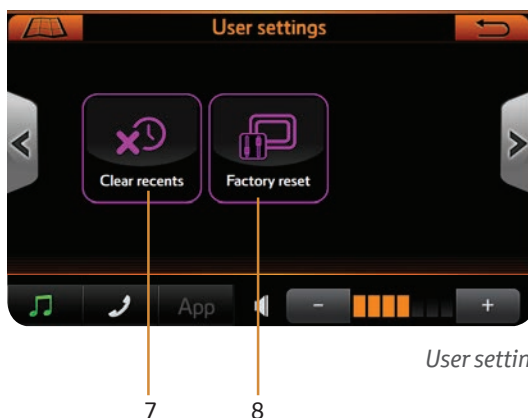 User settings
Clear recents Factory reset
App - +
User settin
7 8